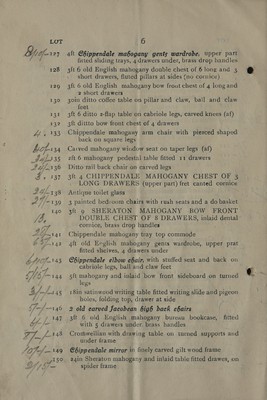 LOT 6
127 4ft Chippendale mahogany gents wardrobe, upper part
fitted sliding trays, 4 drawers under, brass drop handles
128 3ft 6 old English mahogany double chest of 6 long and 3
short drawers, fluted pillars at sides (no cornice)
129 3ft 6 old English mahogany bow front chest of 4 long and
2 short drawers
130 30in ditto coffee table on pillar and claw, ball and claw
feet
131 3ft 6 ditto 2-flap table on cabriole legs, carved knees (af)
132 3ft ditto bow front chest of 4 drawers
133 Chippendale mahogany arm chair with pierced shaped
back on square legs
134 Carved mahogany window seat on taper legs (af)
135 2ft 6 mahogany pedestal table fitted 11 drawers
136 Ditto rail back chair on carved legs
137 3ft 4 CHIPPENDALE MAHOGANY CHEST OF 5
LONG DRAWERS (upper part) fret canted cornice
138 Antique toilet glass
139 3 painted bedroom chairs with rush seats and a do basket
140 3ft 9 SHERATON MAHOGANY BOW FRONT
DOUBLE CHEST OF 8 DRAWERS, inlaid dental
cornice, brass drop handles
141 Chippendale mahogany tray top commode
142 4ft old English mahogany gents wardrobe, upper part
fitted shelves, 4 drawers under
143 Chippendale elbow chair, with stuffed seat and back on
cabriole legs, ball and claw feet
144 5ft mahogany and inlaid bow front sideboard on turned
legs
145 18in satinwood writing table fitted writing slide and pigeon
holes, folding top, drawer at side
146 2 old carved Jacobean high back chairs
147 3ft 6 old English mahogany bureau bookcase, fitted
with 5 drawers under, brass handles
148 Cromwellian with drawing table on turned supports and
under frame
149 Chippendale mirror in finely carved gilt wood frame
150 24in Sheraton mahogany and inlaid table fitted drawer, on
spider frame